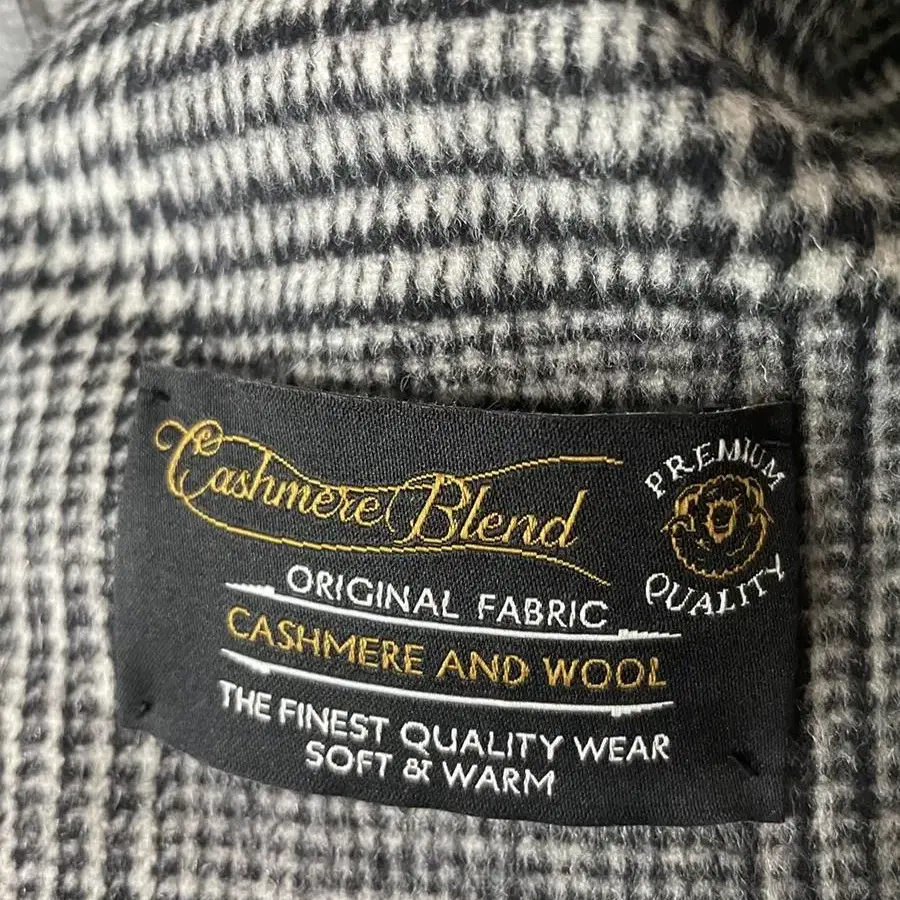 Cashmere Blend
PREMIUM
QUALITY
ORIGINAL FABRIC
CASHMERE AND WOOL
THE FINEST QUALITY WEAR
SOFT & WARM